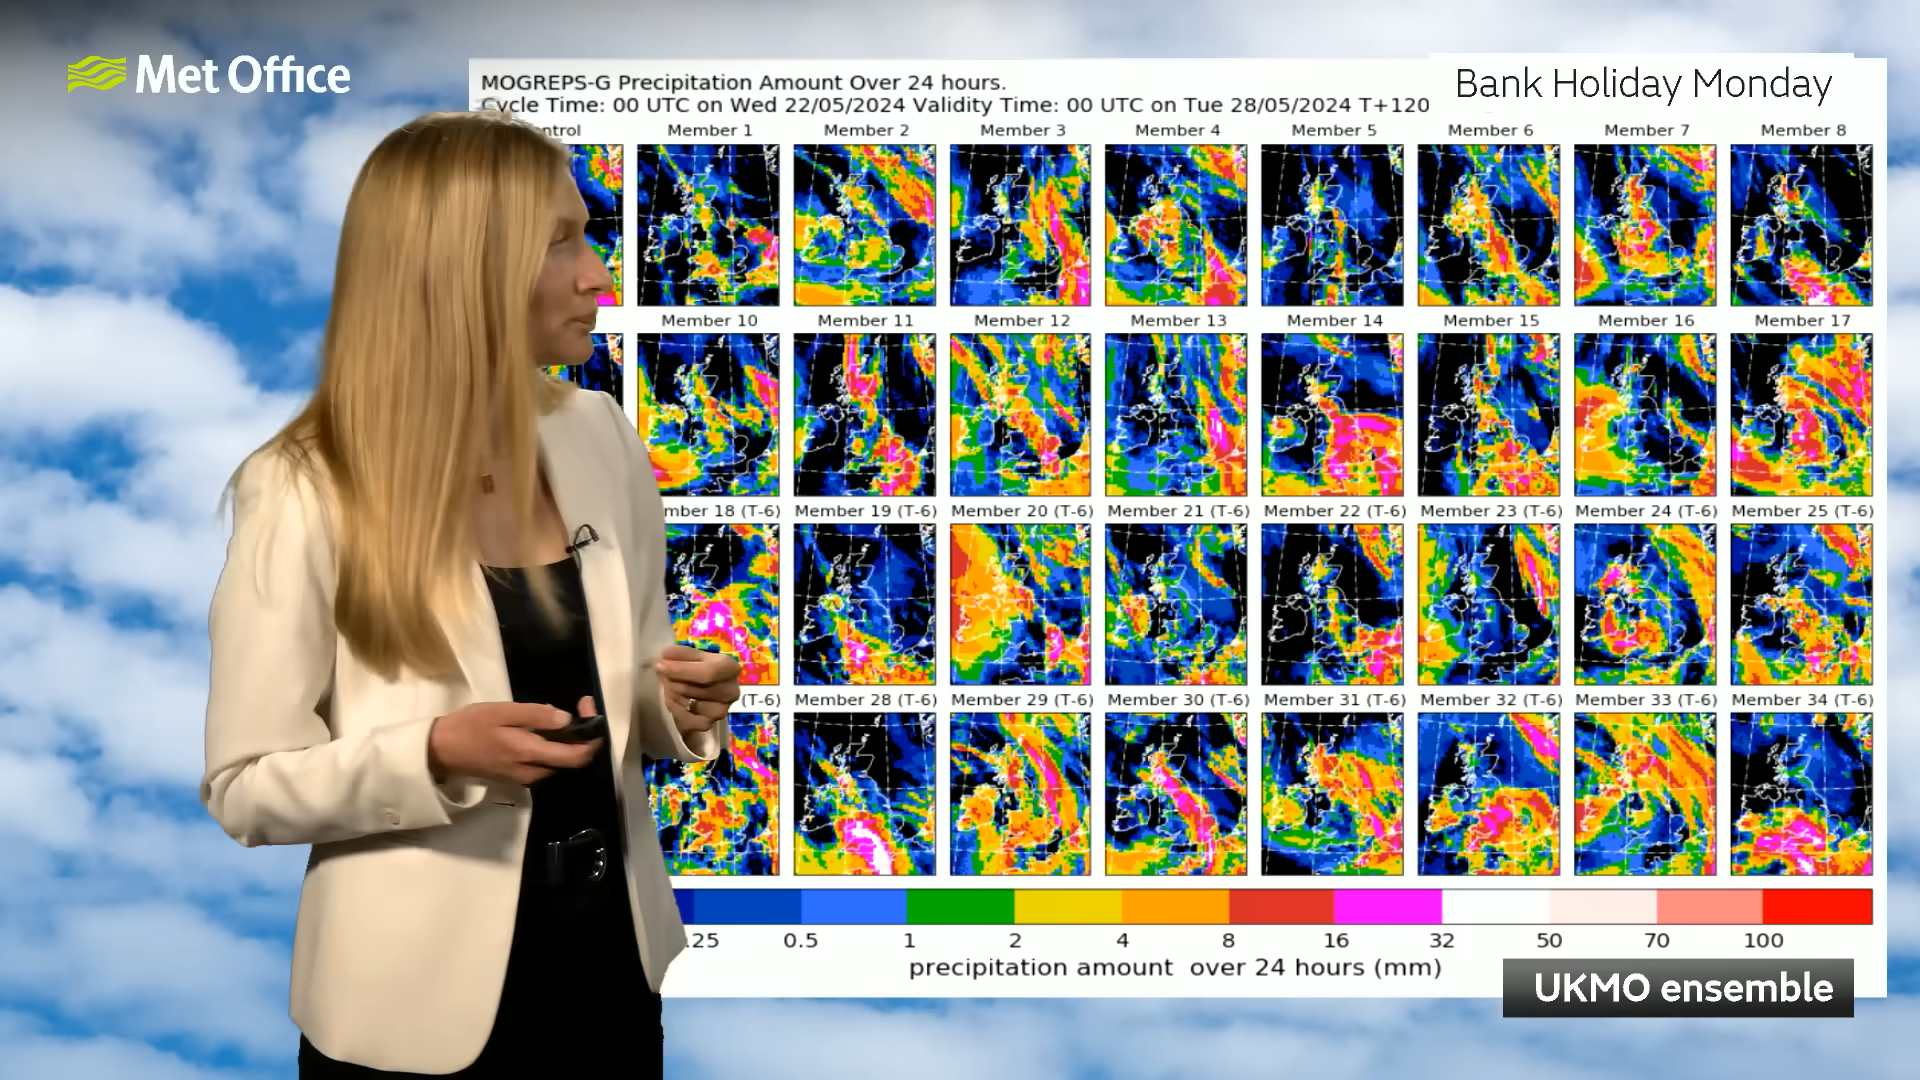 Met Office
Bank Holiday Monday
MOGREPS-G Precipitation Amount Over 24 hours.
Cycle Time: 00 UTC on Wed 22/05/2024 Validity Time: 00 UTC on Tue 28/05/2024 T+120
Member 1 Member 2 Member 3 Member 4 Member 5 Member 6 Member 7 Member 8
Member 10 Member 11 Member 12 Member 13 Member 14 Member 15 Member 16 Member 17
18 (T-6) Member 19 (T-6) Member 20 (T-6) Member 21 (T-6) Member 22 (T-6) Member 23 (T-6) Member 24 (T-6) Member 25 (T-6)
(T-6) Member 28 (T-6) Member 29 (T-6) Member 30 (T-6) Member 31 (T-6) Member 32 (T-6) Member 33 (T-6) Member 34 (T-6)
.25 0.5 1 2 4 8 16 32 50 70 100
precipitation amount over 24 hours (mm)
UKMO ensemble